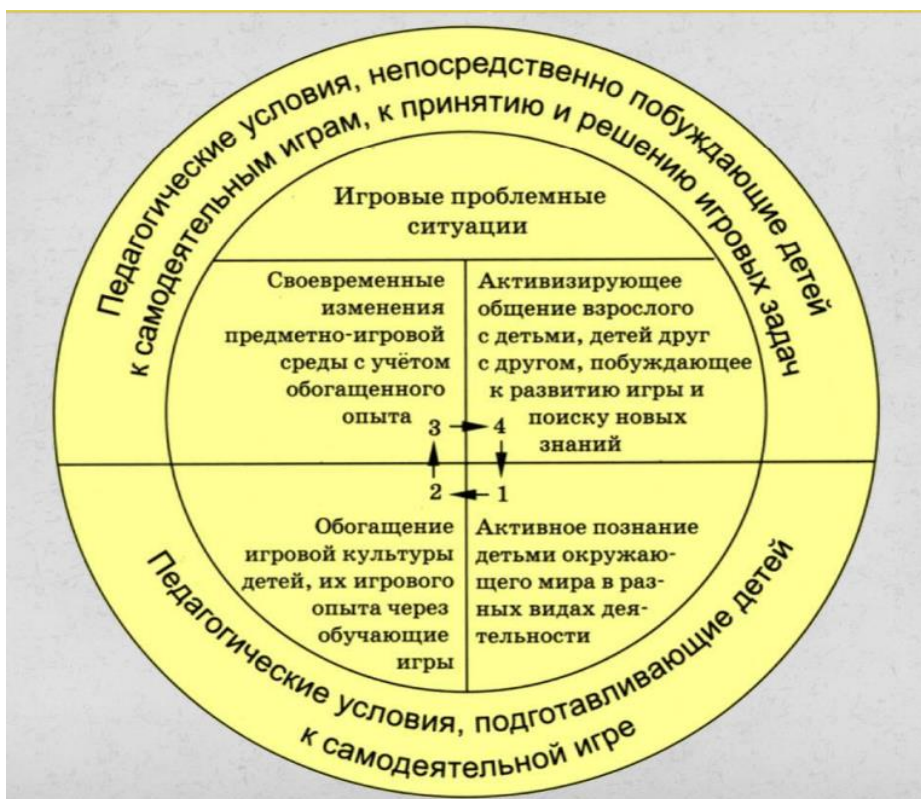 Педагогические условия, непосредственно побуждающие детей
к самодеятельным играм, к принятию и решению игровых задач
Игровые проблемные
ситуации
Своевременные
изменения
предметно-игровой
среды с учётом
обогащенного
опыта
3
Активизирующее
общение взрослого
с детьми, детей друг
с другом, побуждающее
к развитию игры и
поиску новых
знаний
4
2
1
Обогащение
игровой культуры
детей, их игрового
опыта через
обучающие
игры
Активное познание
детьми окружаю-
щего мира в раз-
ных видах дея-
тельности
Педагогические условия, подготавливающие детей
к самодеятельной игре